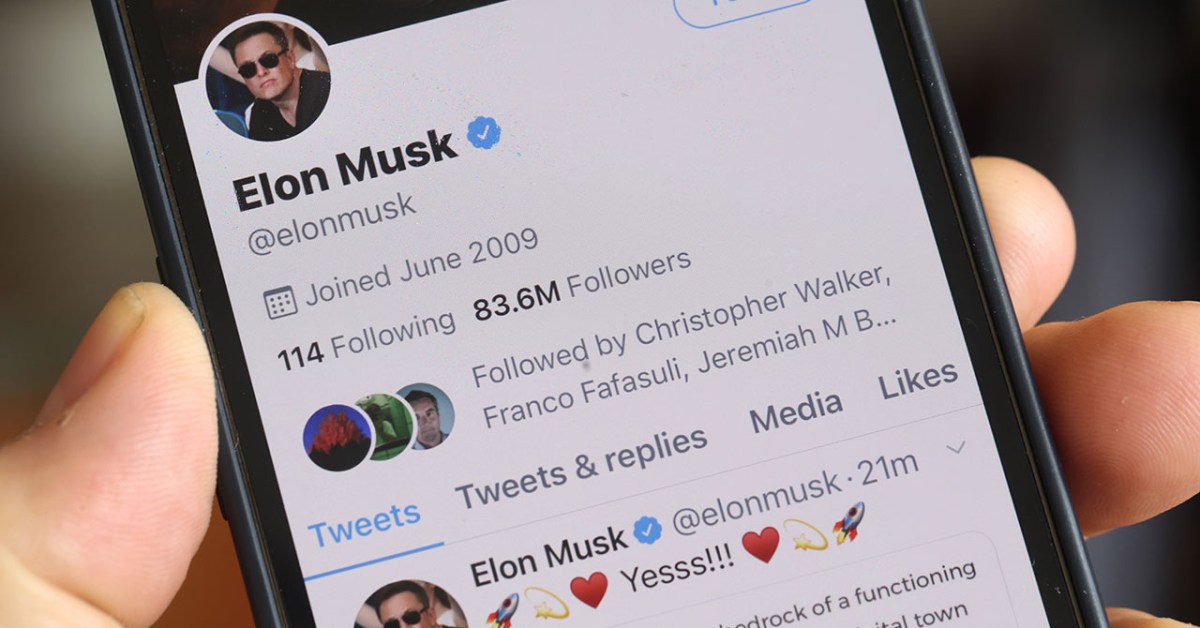 Elon Musk
@elonmusk
Joined June 2009
114 Following 83.6M Followers
Followed by Christopher Walker,
Franco Fafasuli, Jeremiah M B...
Tweets Tweets & replies Media Likes
Elon Musk @elonmusk · 21m
🚀💫♥️ Yesss!!! ♥️💫🚀
of a functioning
town